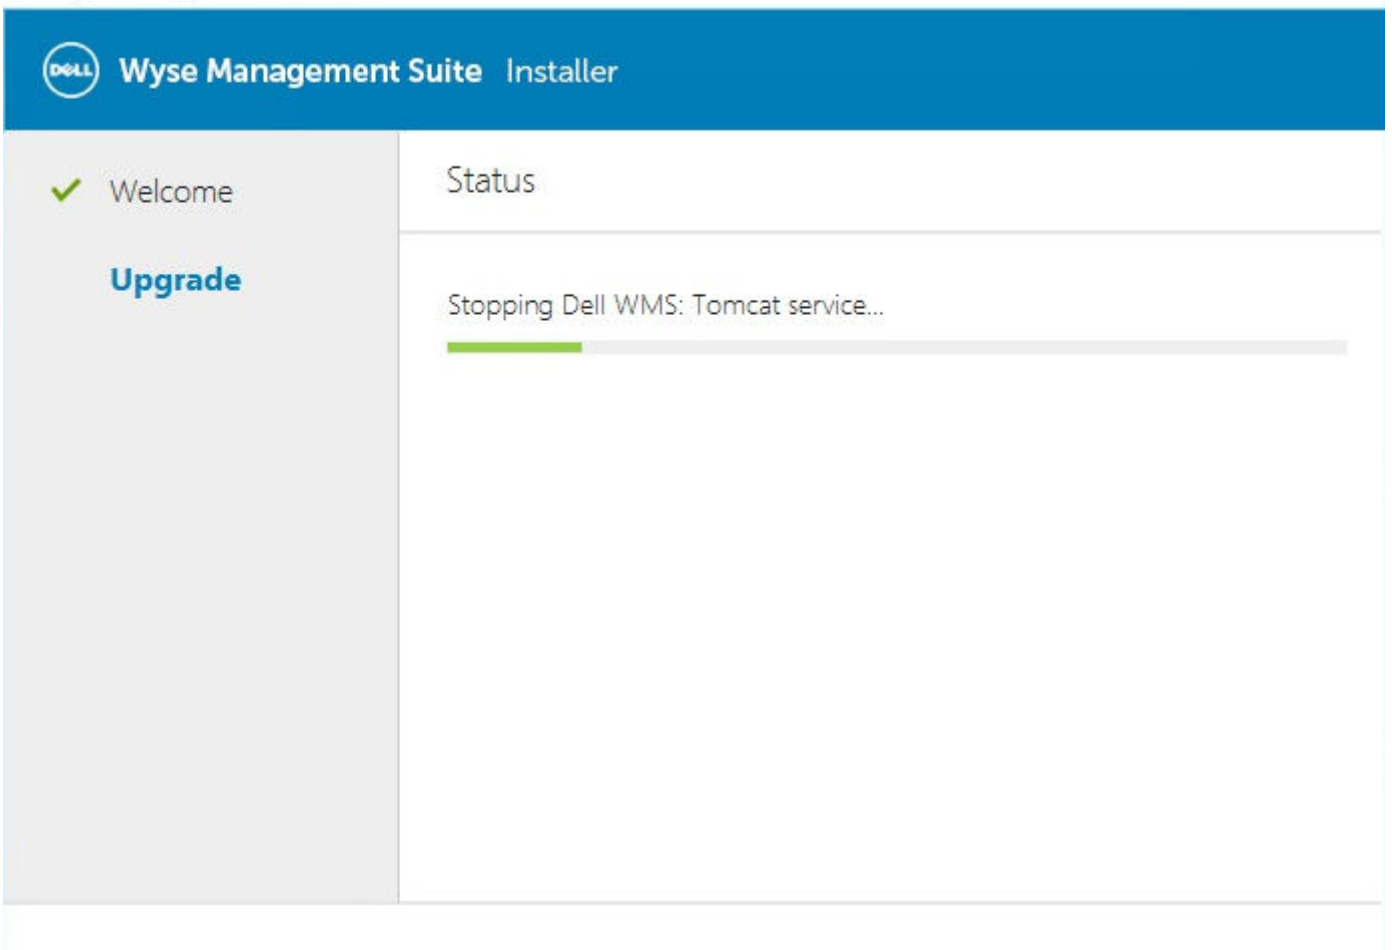 DELL Wyse Management Suite Installer
Welcome
Status
Upgrade
Stopping Dell WMS: Tomcat service...